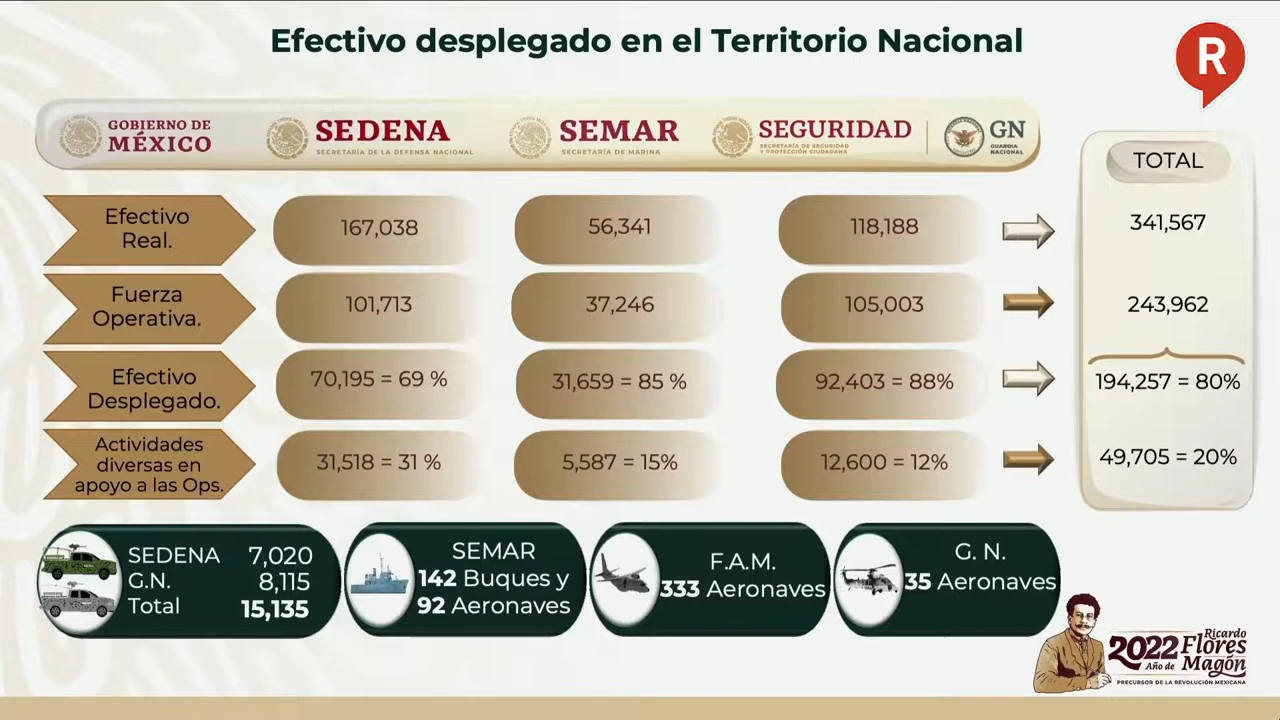 Efectivo desplegado en el Territorio Nacional
R
GOBIERNO DE
MÉXICO
SEDENA
SECRETARÍA DE LA DEFENSA NACIONAL
SEMAR
SECRETARÍA DE MARINA
SEGURIDAD
SECRETARÍA DE SEGURIDAD
Y PROTECCIÓN CIUDADANA
GN
GUARDIA
NACIONAL
TOTAL
Efectivo
Real.
167,038
56,341
118,188
341,567
Fuerza
Operativa.
101,713
37,246
105,003
243,962
Efectivo
Desplegado.
70,195 = 69 %
31,659 = 85 %
92,403 = 88%
194,257 = 80%
Actividades
diversas en
apoyo a las Ops.
31,518 = 31 %
5,587 = 15%
12,600 = 12%
49,705 = 20%
SEDENA 7,020
G.N. 8,115
Total 15,135
SEMAR
142 Buques y
92 Aeronaves
F.A.M.
333 Aeronaves
G. N.
35 Aeronaves
2022 Ricardo
Flores
Año de Magón
PRECURSOR DE LA REVOLUCIÓN MEXICANA